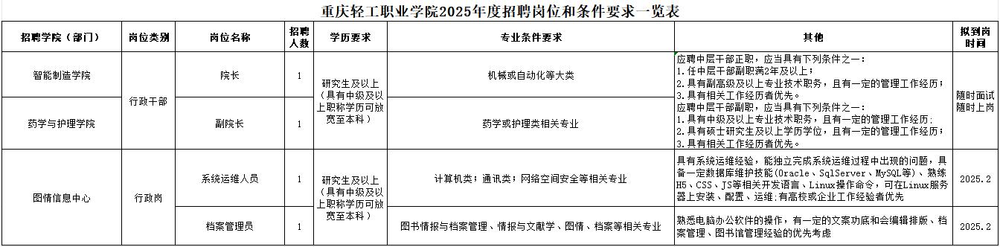 重庆轻工职业学院2025年度招聘岗位和条件要求一览表
招聘学院（部门）
岗位类别
岗位名称
招聘
人数
学历要求
专业条件要求
其他
拟到岗
时间
智能制造学院
行政干部
院长
1
研究生及以上
（具有中级及以
上职称学历可放
宽至本科）
机械或自动化等大类
应聘中层干部正职，应当具有下列条件之一：
1.任中层干部副职满2年及以上；
2.具有副高级及以上专业技术职务，且有一定的管理工作经历；
3.具有相关工作经历者优先。
应聘中层干部副职，应当具有下列条件之一：
1.具有中级及以上专业技术职务，且有一定的管理工作经历；
2.具有硕士研究生及以上学历学位，且有一定的管理工作经历；
3.具有相关工作经历者优先。
随时面试
随时上岗
药学与护理学院
副院长
1
药学或护理类相关专业
图情信息中心
行政岗
系统运维人员
1
研究生及以上
（具有中级及以
上职称学历可放
宽至本科）
计算机类；通讯类；网络空间安全等相关专业
具有系统运维经验，能独立完成系统运维过程中出现的问题，具
备一定数据库维护技能(Oracle、SqlServer、MySQL等)、熟练
H5、CSS、JS等相关开发语言、Linux操作命令，可在Linux服务
器上安装、配置、运维;有高校或企业工作经验者优先
2025.2
档案管理员
1
图书情报与档案管理、情报与文献学、图情、档案等相关专业
熟悉电脑办公软件的操作，有一定的文案功底和会编辑排版、档
案管理、图书馆管理经验的优先考虑
2025.2